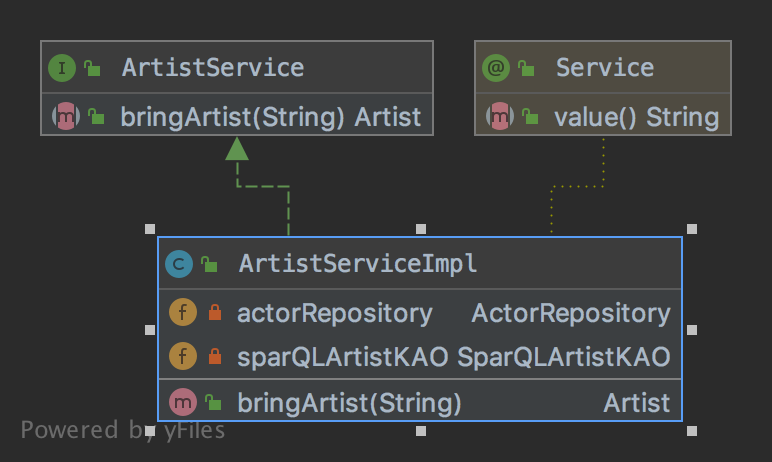 I ArtistService
m bringArtist(String) Artist
@ Service
m value() String
C ArtistServiceImpl
f actorRepository ActorRepository
f sparQLArtistKAO SparQLArtistKAO
m bringArtist(String) Artist
Powered by yFiles